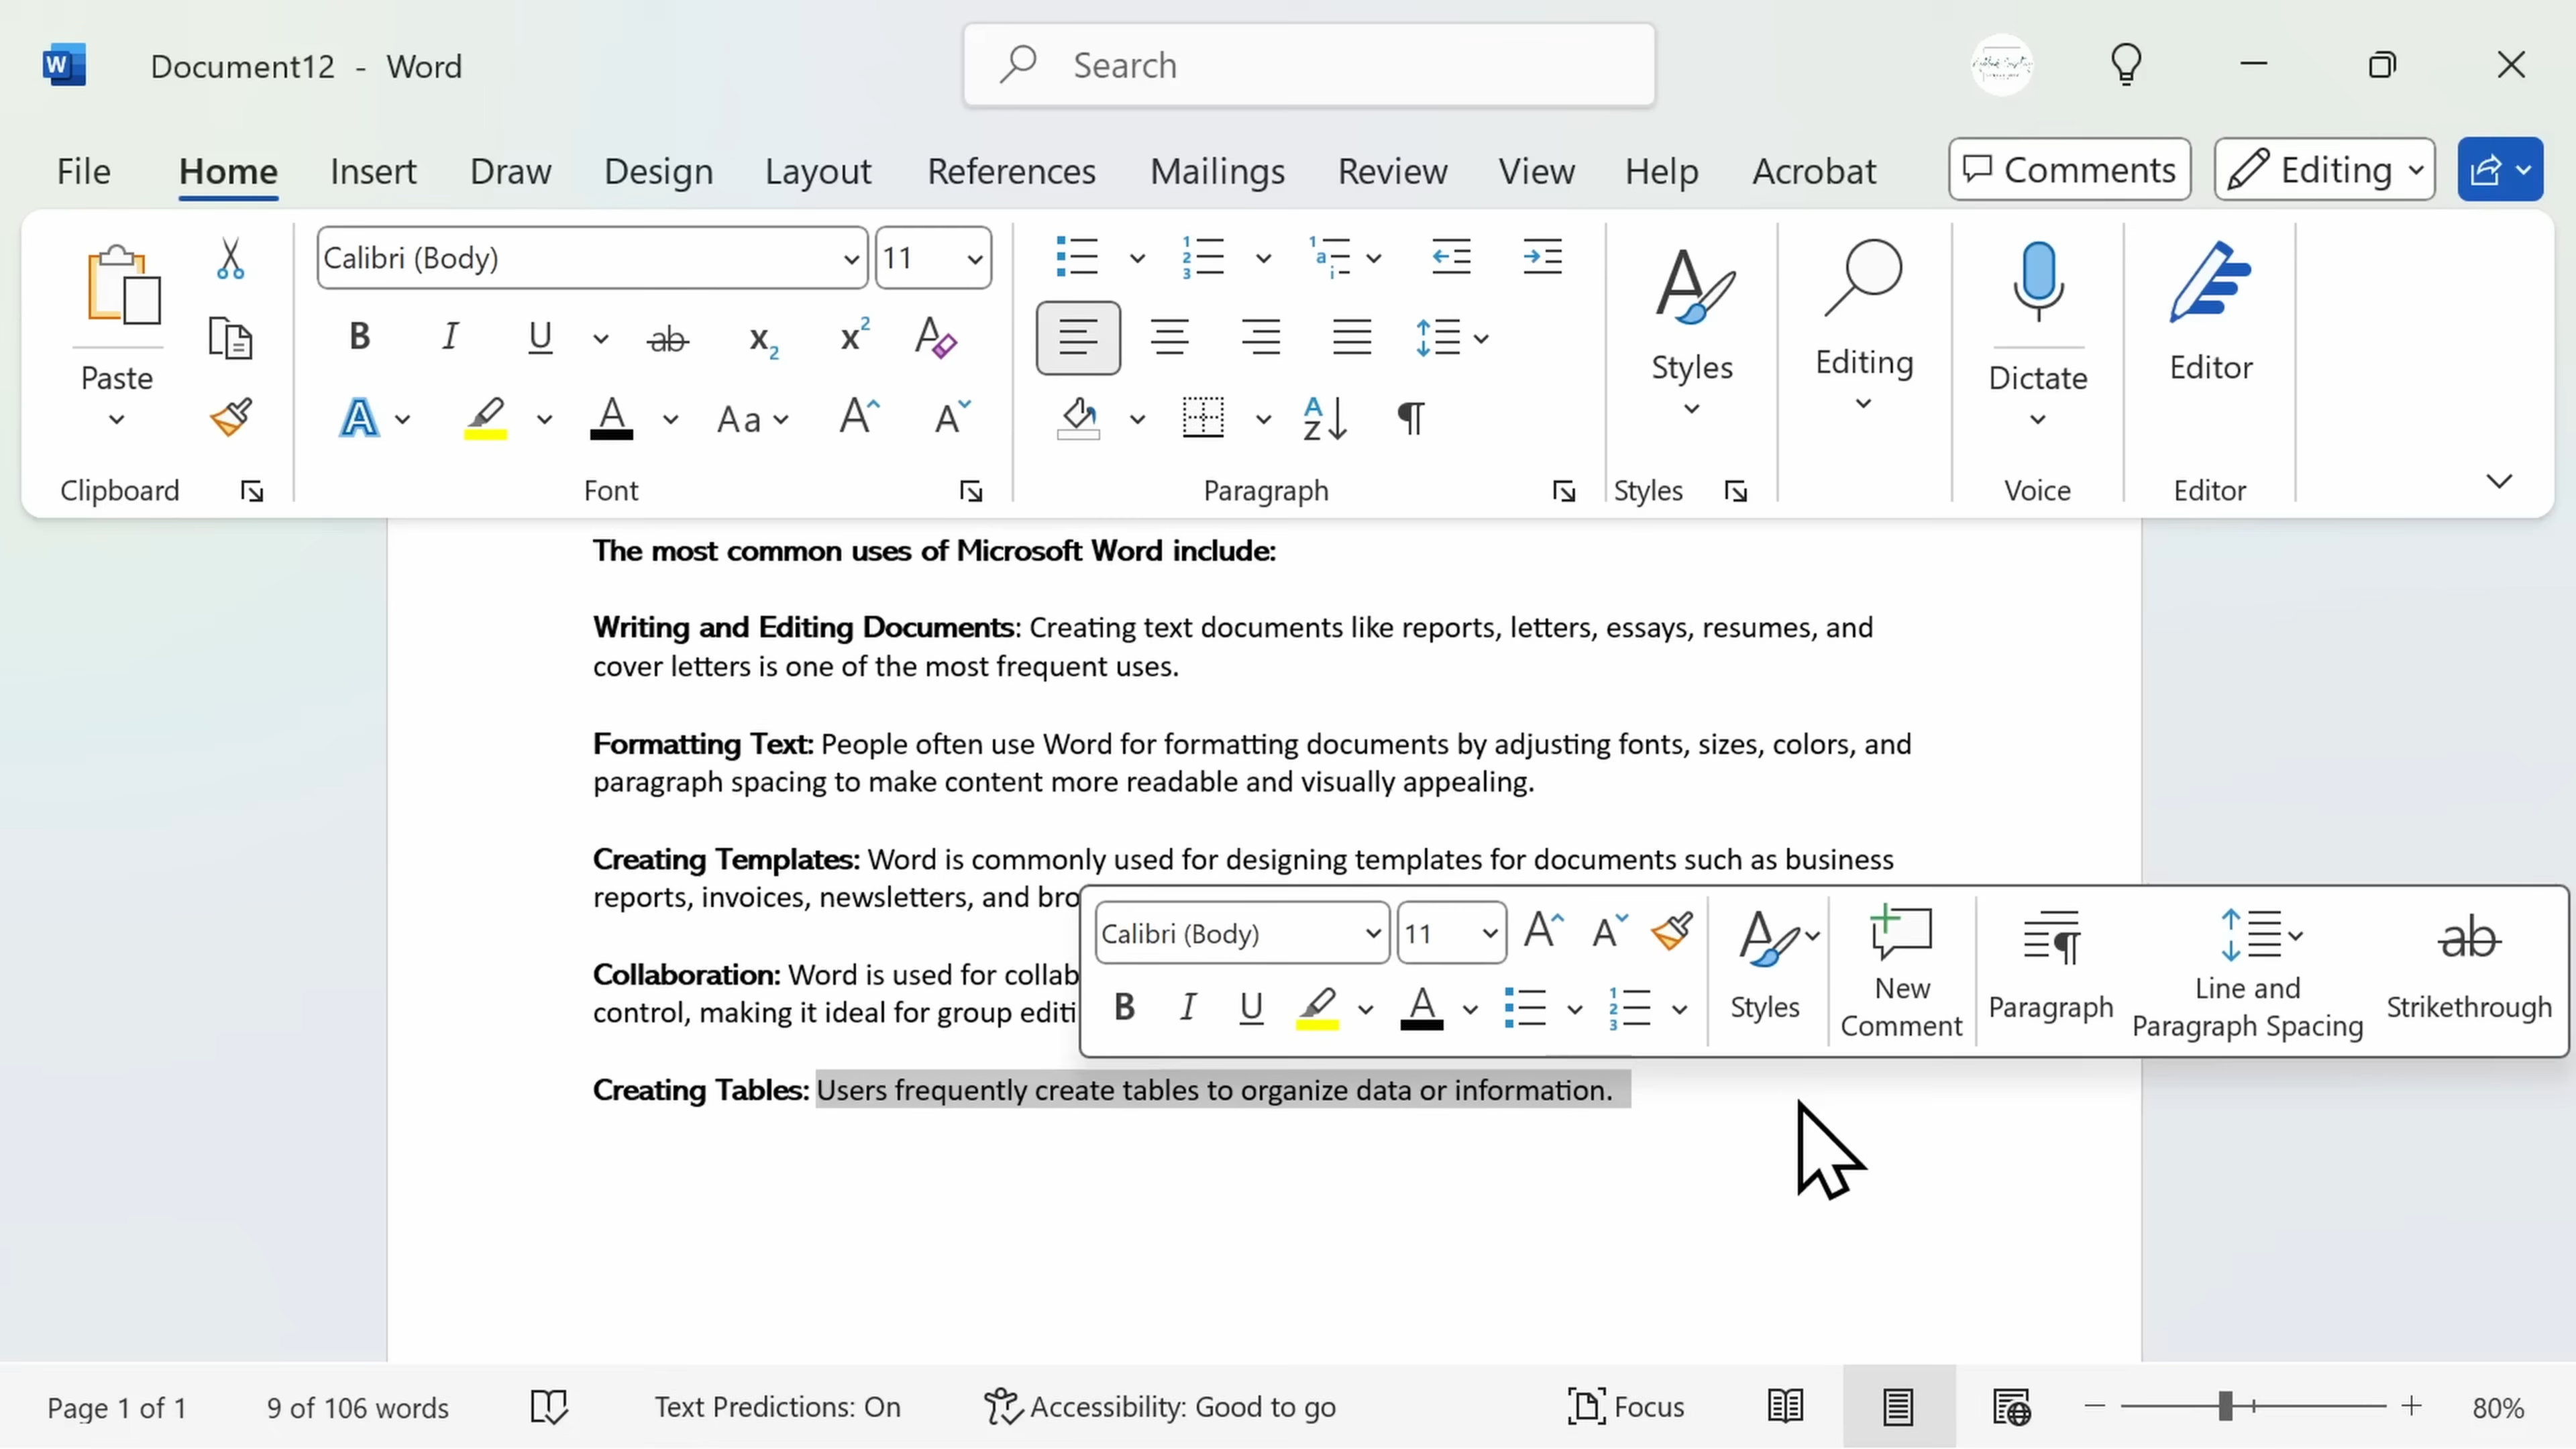 Document12 - Word
Search
File Home Insert Draw Design Layout References Mailings Review View Help Acrobat Comments Editing
Calibri (Body) 11
Paste
Styles
Editing
Dictate
Editor
Clipboard Font Paragraph Styles Voice Editor
The most common uses of Microsoft Word include:
Writing and Editing Documents: Creating text documents like reports, letters, essays, resumes, and
cover letters is one of the most frequent uses.
Formatting Text: People often use Word for formatting documents by adjusting fonts, sizes, colors, and
paragraph spacing to make content more readable and visually appealing.
Creating Templates: Word is commonly used for designing templates for documents such as business
reports, invoices, newsletters, and bro
Collaboration: Word is used for collab
control, making it ideal for group editi
Calibri (Body) 11
Styles
New
Comment
Paragraph
Line and
Paragraph Spacing
Strikethrough
Creating Tables: Users frequently create tables to organize data or information.
Page 1 of 1 9 of 106 words Text Predictions: On Accessibility: Good to go Focus 80%